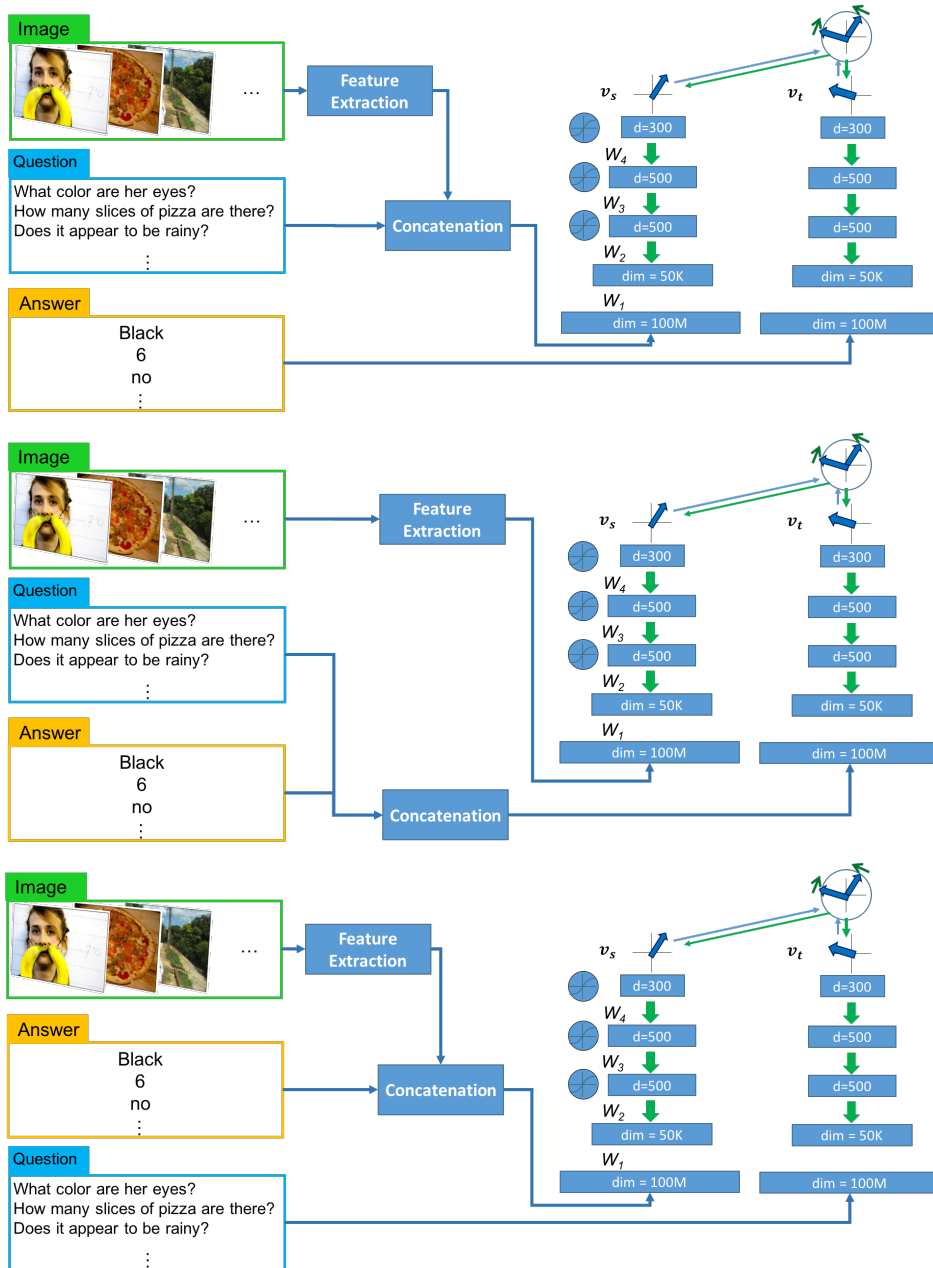 Image
...
Feature
Extraction
Question
What color are her eyes?
How many slices of pizza are there?
Does it appear to be rainy?
⋮
Concatenation
Answer
Black
6
no
⋮
v_s
v_t
d=300
d=300
W_4
d=500
d=500
W_3
d=500
d=500
W_2
dim = 50K
dim = 50K
W_1
dim = 100M
dim = 100M
Image
...
Feature
Extraction
Question
What color are her eyes?
How many slices of pizza are there?
Does it appear to be rainy?
⋮
Answer
Black
6
no
⋮
Concatenation
v_s
v_t
d=300
d=300
W_4
d=500
d=500
W_3
d=500
d=500
W_2
dim = 50K
dim = 50K
W_1
dim = 100M
dim = 100M
Image
...
Feature
Extraction
Answer
Black
6
no
⋮
Concatenation
Question
What color are her eyes?
How many slices of pizza are there?
Does it appear to be rainy?
⋮
v_s
v_t
d=300
d=300
W_4
d=500
d=500
W_3
d=500
d=500
W_2
dim = 50K
dim = 50K
W_1
dim = 100M
dim = 100M